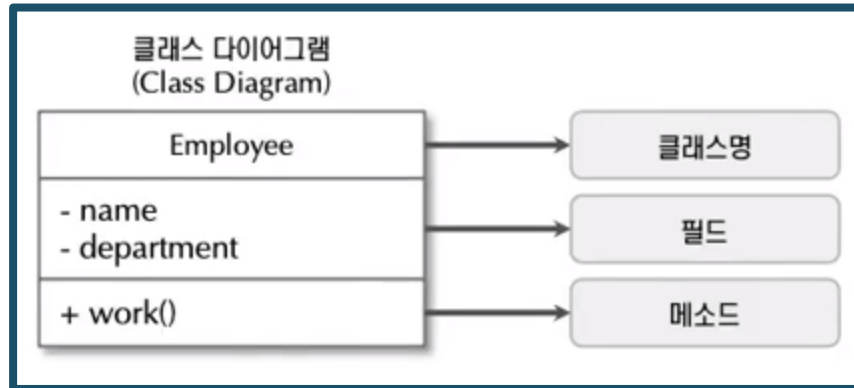 클래스 다이어그램
(Class Diagram)
Employee
클래스명
- name
- department
필드
+ work()
메소드